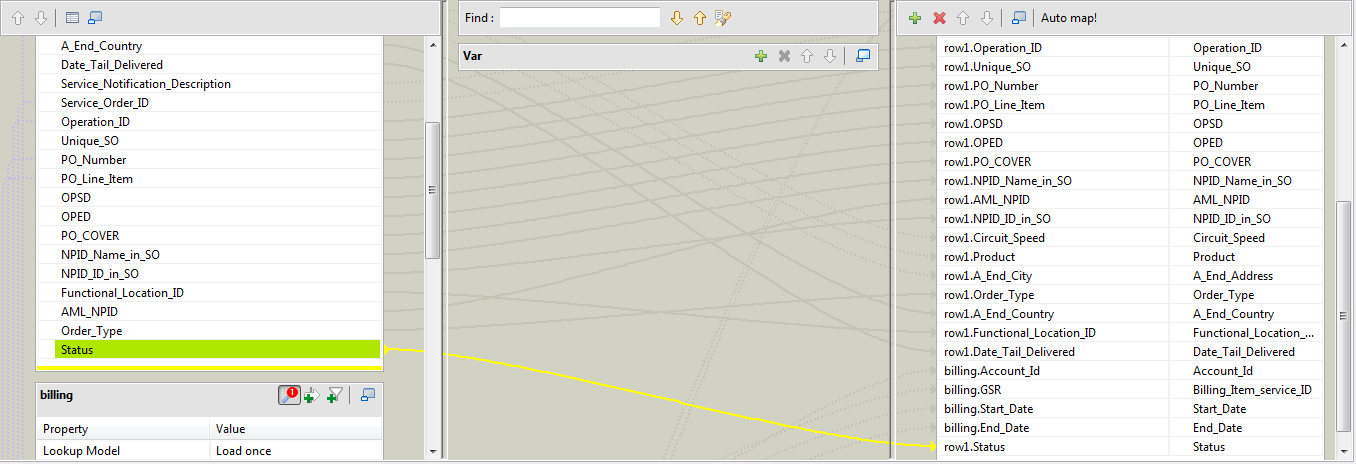 A_End_Country
Date_Tail_Delivered
Service_Notification_Description
Service_Order_ID
Operation_ID
Unique_SO
PO_Number
PO_Line_Item
OPSD
OPED
PO_COVER
NPID_Name_in_SO
NPID_ID_in_SO
Functional_Location_ID
AML_NPID
Order_Type
Status
billing
Property Value
Lookup Model Load once
Find :
Var
Auto map!
row1.Operation_ID Operation_ID
row1.Unique_SO Unique_SO
row1.PO_Number PO_Number
row1.PO_Line_Item PO_Line_Item
row1.OPSD OPSD
row1.OPED OPED
row1.PO_COVER PO_COVER
row1.NPID_Name_in_SO NPID_Name_in_SO
row1.AML_NPID AML_NPID
row1.NPID_ID_in_SO NPID_ID_in_SO
row1.Circuit_Speed Circuit_Speed
row1.Product Product
row1.A_End_City A_End_Address
row1.Order_Type Order_Type
row1.A_End_Country A_End_Country
row1.Functional_Location_ID Functional_Location_...
row1.Date_Tail_Delivered Date_Tail_Delivered
billing.Account_Id Account_Id
billing.GSR Billing_Item_service_ID
billing.Start_Date Start_Date
billing.End_Date End_Date
row1.Status Status